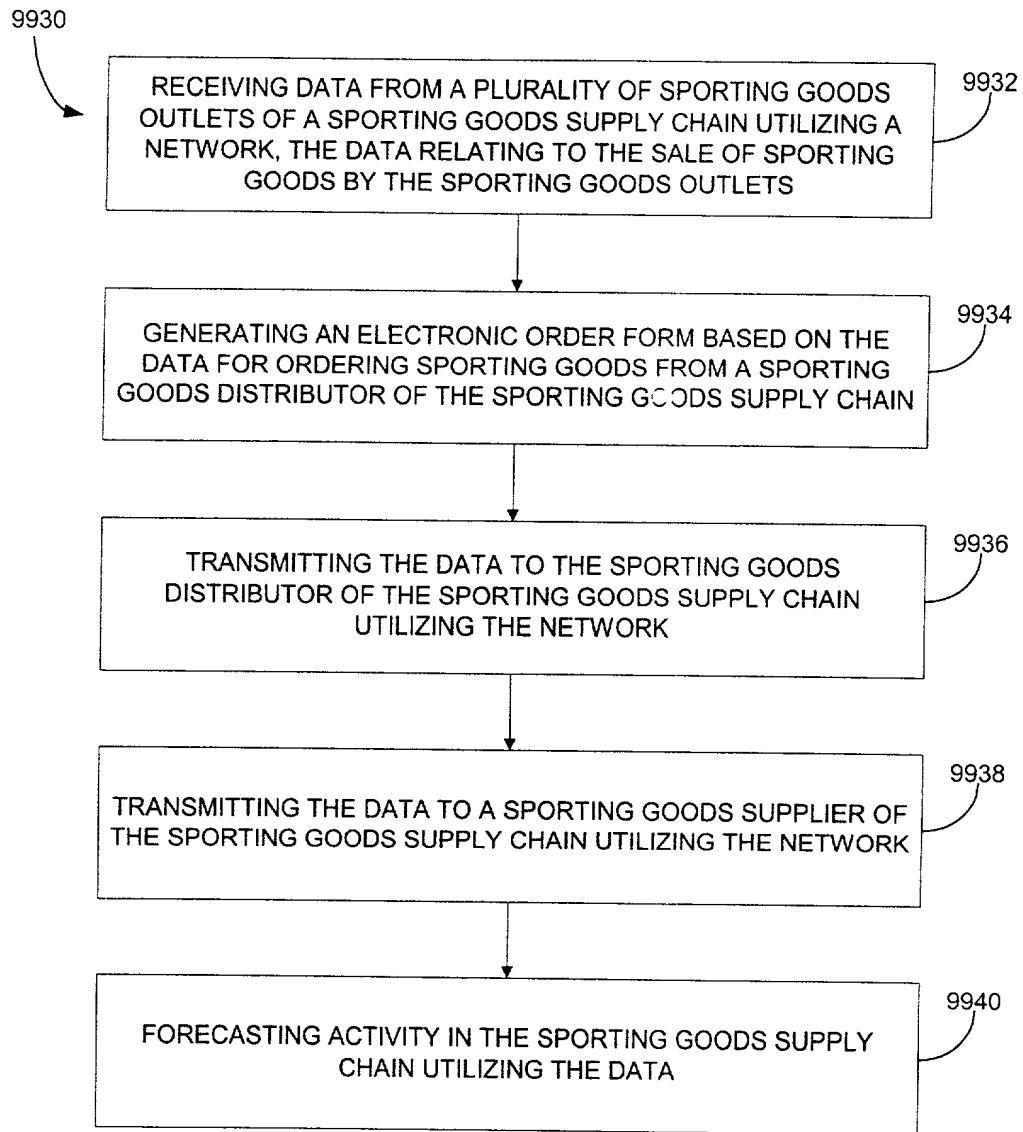 9930
RECEIVING DATA FROM A PLURALITY OF SPORTING GOODS
OUTLETS OF A SPORTING GOODS SUPPLY CHAIN UTILIZING A
NETWORK, THE DATA RELATING TO THE SALE OF SPORTING
GOODS BY THE SPORTING GOODS OUTLETS
9932
GENERATING AN ELECTRONIC ORDER FORM BASED ON THE
DATA FOR ORDERING SPORTING GOODS FROM A SPORTING
GOODS DISTRIBUTOR OF THE SPORTING GOODS SUPPLY CHAIN
9934
TRANSMITTING THE DATA TO THE SPORTING GOODS
DISTRIBUTOR OF THE SPORTING GOODS SUPPLY CHAIN
UTILIZING THE NETWORK
9936
TRANSMITTING THE DATA TO A SPORTING GOODS SUPPLIER OF
THE SPORTING GOODS SUPPLY CHAIN UTILIZING THE NETWORK
9938
FORECASTING ACTIVITY IN THE SPORTING GOODS SUPPLY
CHAIN UTILIZING THE DATA
9940